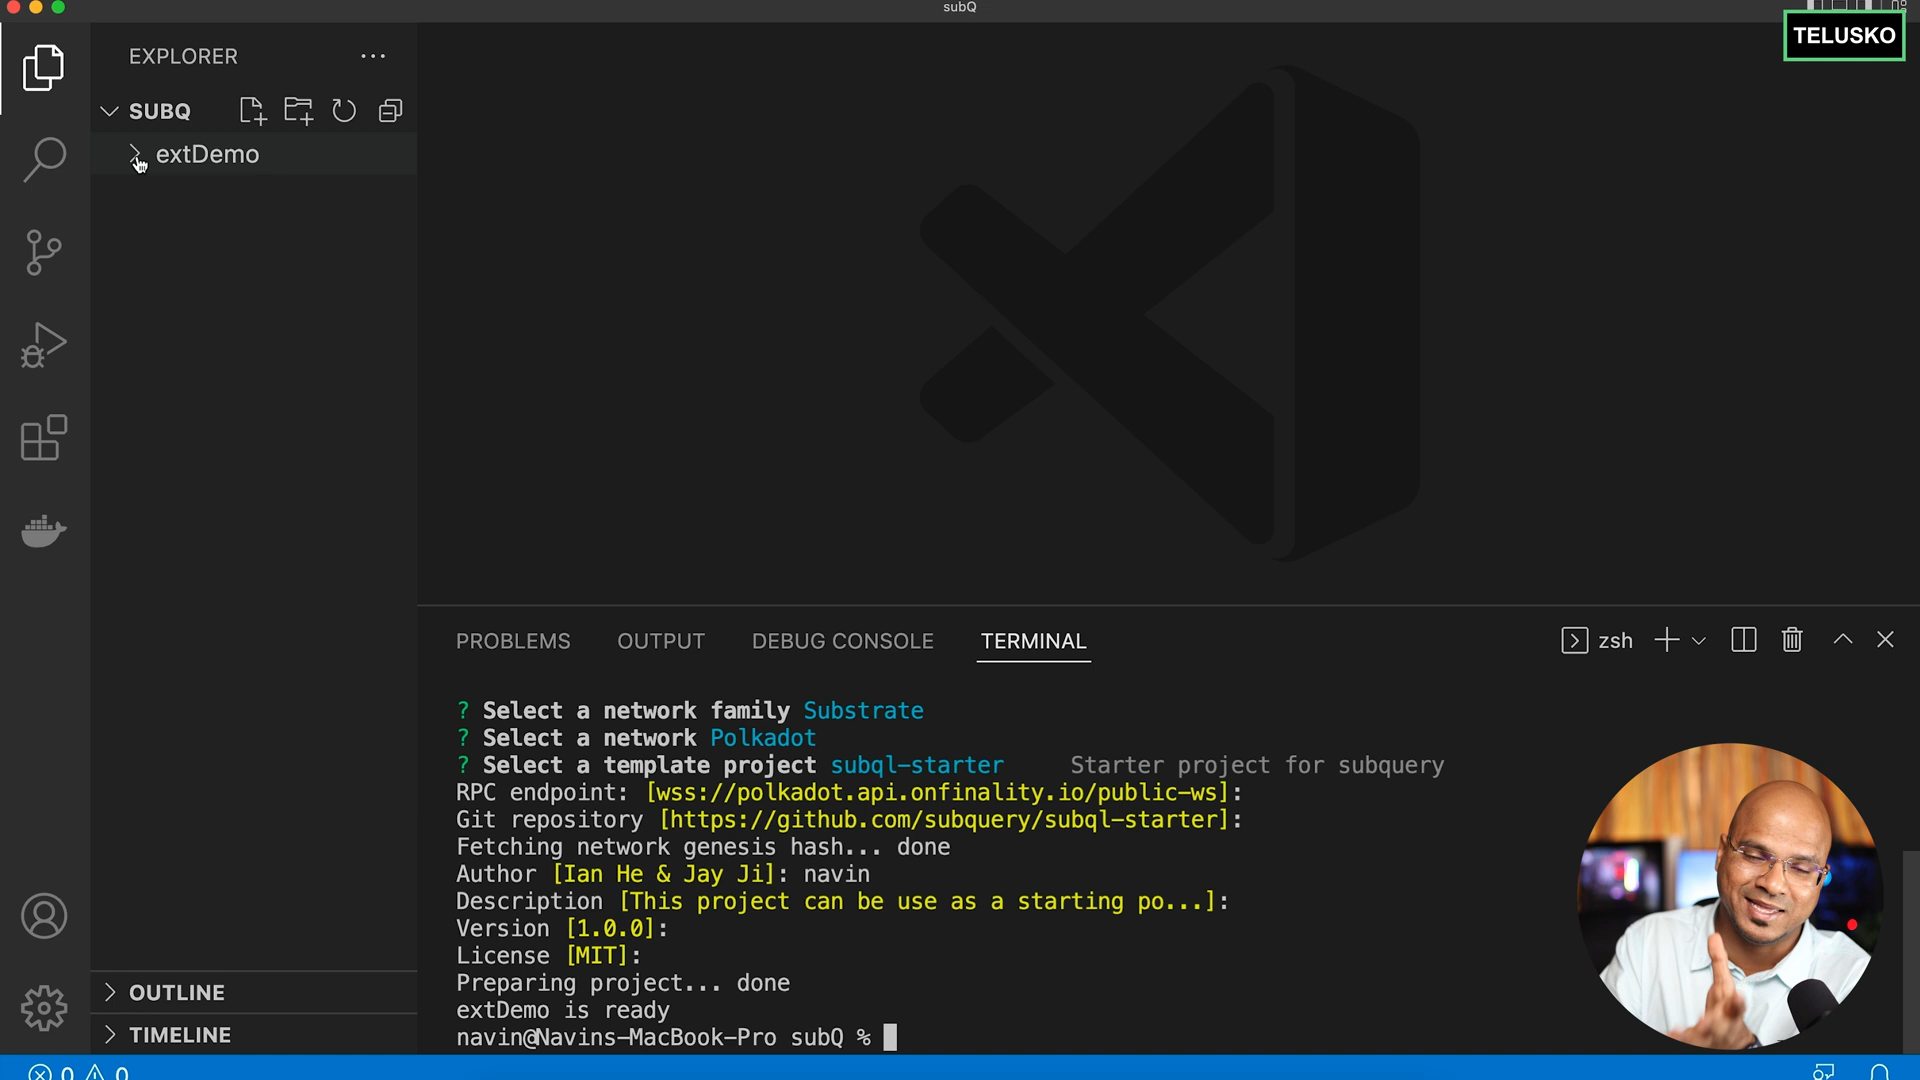 subQ
TELUSKO
EXPLORER
SUBQ
extDemo
PROBLEMS OUTPUT DEBUG CONSOLE TERMINAL
zsh
? Select a network family Substrate
? Select a network Polkadot
? Select a template project subql-starter Starter project for subquery
RPC endpoint: [wss://polkadot.api.onfinality.io/public-ws]:
Git repository [https://github.com/subquery/subql-starter]:
Fetching network genesis hash... done
Author [Ian He & Jay Ji]: navin
Description [This project can be use as a starting po...]:
Version [1.0.0]:
License [MIT]:
Preparing project... done
extDemo is ready
navin@Navins-MacBook-Pro subQ %
OUTLINE
TIMELINE
0 0